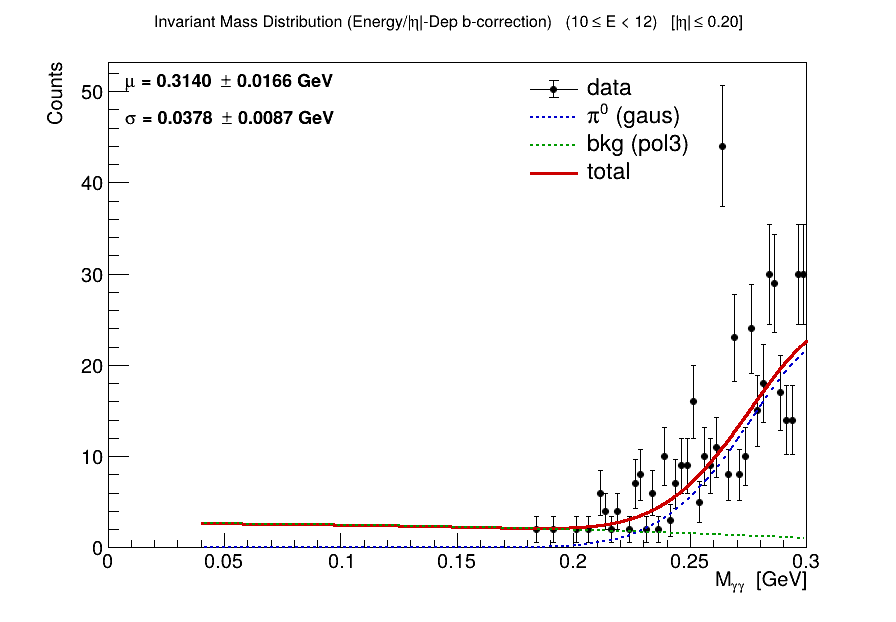 Invariant Mass Distribution (Energy/|η|-Dep b-correction) (10 ≤ E < 12) [|η| ≤ 0.20]
Counts
μ = 0.3140 ± 0.0166 GeV
σ = 0.0378 ± 0.0087 GeV
data
π⁰ (gaus)
bkg (pol3)
total
50
40
30
20
10
0
0 0.05 0.1 0.15 0.2 0.25 0.3
Mγγ [GeV]